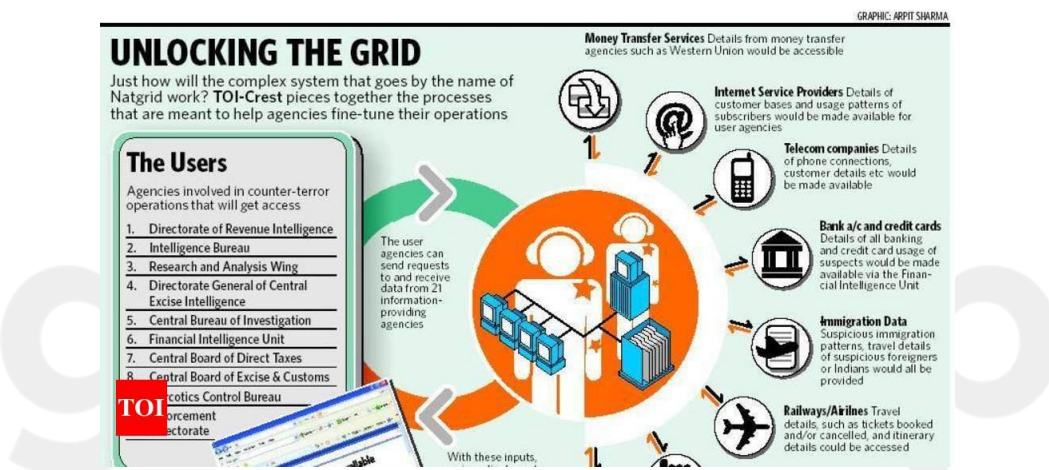 GRAPHIC: ARPIT SHARMA
UNLOCKING THE GRID
Just how will the complex system that goes by the name of
Natgrid work? TOI-Crest pieces together the processes
that are meant to help agencies fine-tune their operations
The Users
Agencies involved in counter-terror
operations that will get access
1. Directorate of Revenue Intelligence
2. Intelligence Bureau
3. Research and Analysis Wing
4. Directorate General of Central
Excise Intelligence
5. Central Bureau of Investigation
6. Financial Intelligence Unit
7. Central Board of Direct Taxes
8 Central Board of Excise & Customs
rcotics Control Bureau
orcement
ectorate
TOI
The user
agencies can
send requests
to and receive
data from 21
information-
providing
agencies
With these inputs,
Money Transfer Services Details from money transfer
agencies such as Western Union would be accessible
Internet Service Providers Details of
customer bases and usage patterns of
subscribers would be made available for
user agencies
Telecom companies Details
of phone connections,
customer details etc would
be made available
Bank a/c and credit cards
Details of all banking
and credit card usage of
suspects would be made
available via the Finan-
cial Intelligence Unit
Immigration Data
Suspicious immigration
patterns, travel details
of suspicious foreigners
or Indians would all be
provided
Railways/Airilnes Travel
details, such as tickets booked
and/or cancelled, and itinerary
details could be accessed